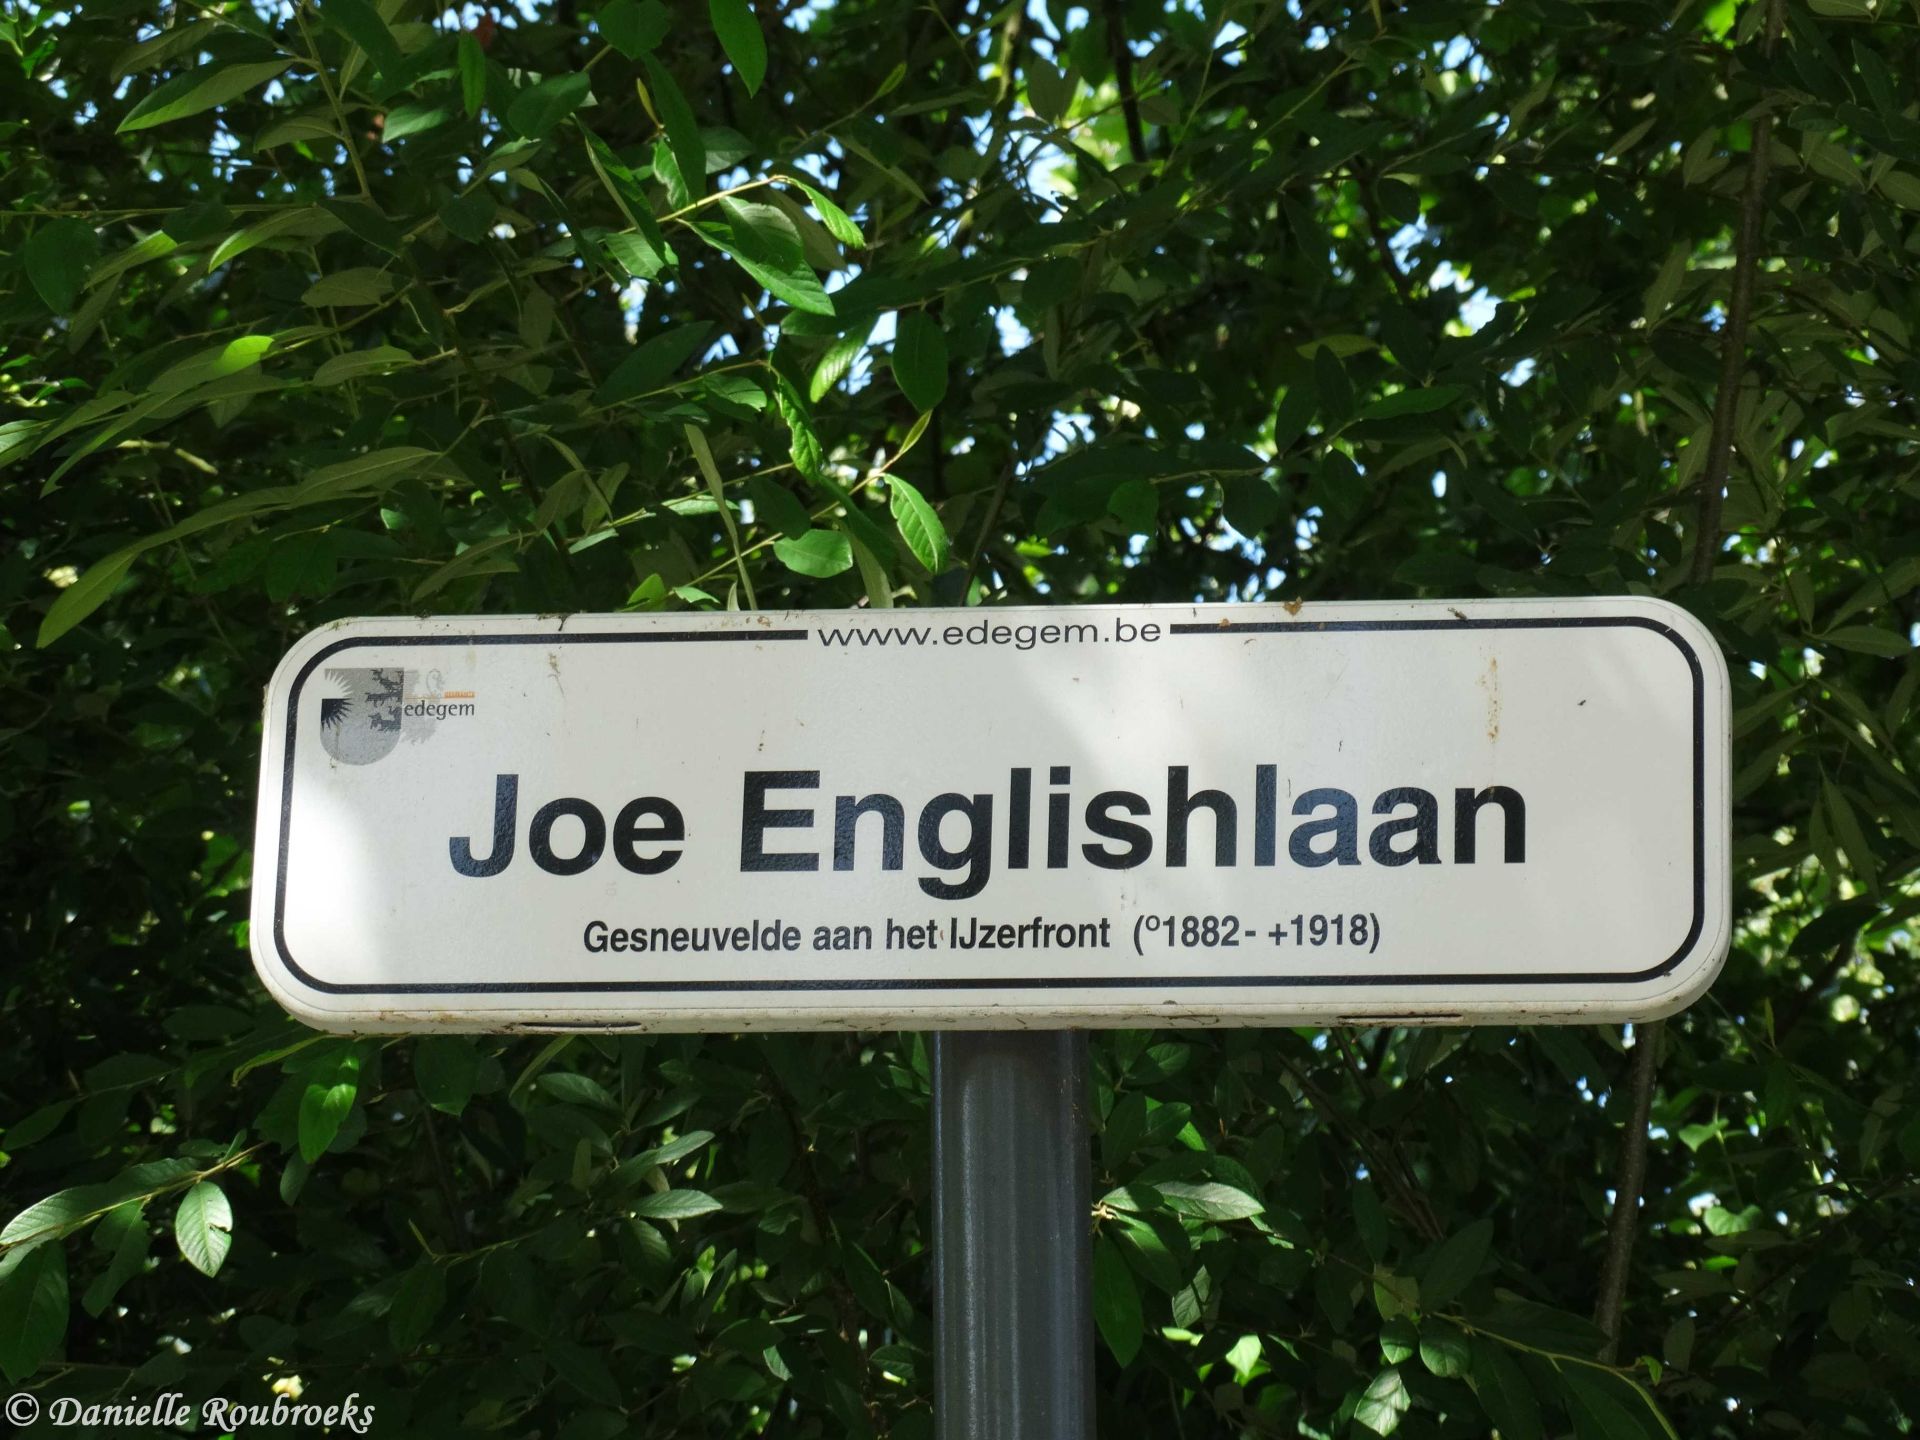 www.edegem.be
edegem
Joe Englishlaan
Gesneuvelde aan het IJzerfront (°1882- +1918)
© Danielle Roubroeks